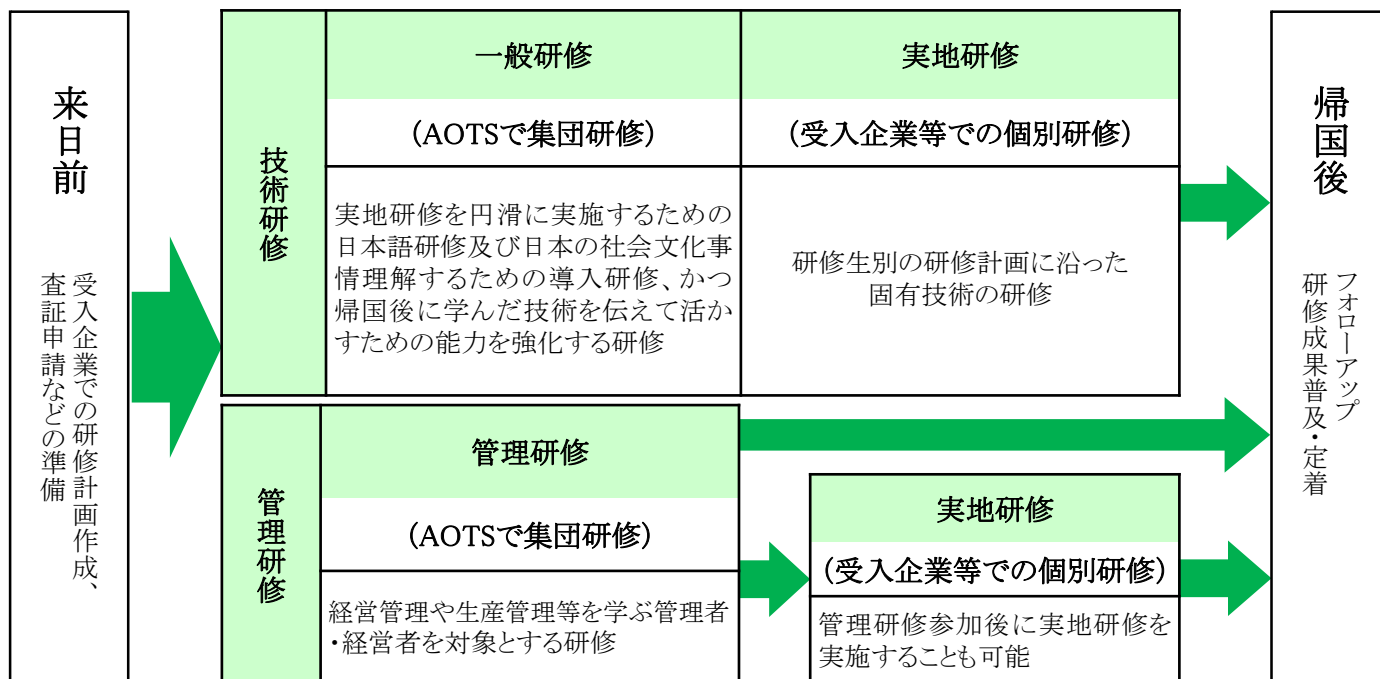 来日前
受入企業での研修計画作成、
査証申請などの準備
技術研修
一般研修
(AOTSで集団研修)
実地研修を円滑に実施するための
日本語研修及び日本の社会文化事
情理解するための導入研修、かつ
帰国後に学んだ技術を伝えて活か
すための能力を強化する研修
実地研修
(受入企業等での個別研修)
研修生別の研修計画に沿った
固有技術の研修
管理研修
管理研修
(AOTSで集団研修)
経営管理や生産管理等を学ぶ管理者
・経営者を対象とする研修
実地研修
(受入企業等での個別研修)
管理研修参加後に実地研修を
実施することも可能
帰国後
フォローアップ
研修成果普及・定着